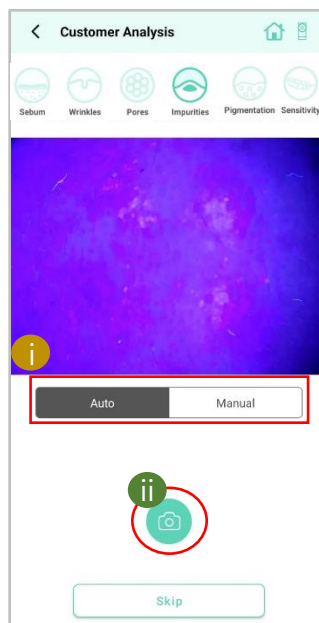 Customer Analysis
Sebum Wrinkles Pores Impurities Pigmentation Sensitivity
i
Auto Manual
ii
Skip